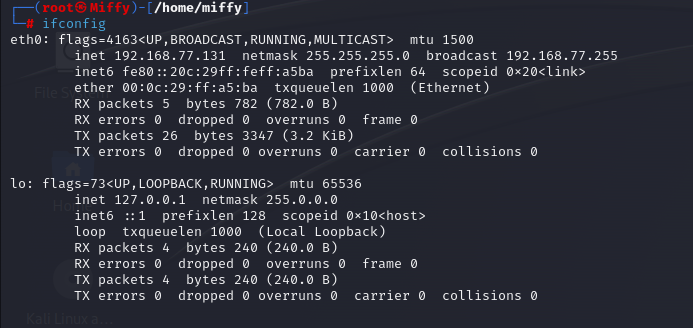 ┌──(root㉿Miffy)-[/home/miffy]
└─# ifconfig
eth0: flags=4163<UP,BROADCAST,RUNNING,MULTICAST>  mtu 1500
        inet 192.168.77.131  netmask 255.255.255.0  broadcast 192.168.77.255
        inet6 fe80::20c:29ff:feff:a5ba  prefixlen 64  scopeid 0×20<link>
        ether 00:0c:29:ff:a5:ba  txqueuelen 1000  (Ethernet)
        RX packets 5  bytes 782 (782.0 B)
        RX errors 0  dropped 0  overruns 0  frame 0
        TX packets 26  bytes 3347 (3.2 KiB)
        TX errors 0  dropped 0 overruns 0  carrier 0  collisions 0

lo: flags=73<UP,LOOPBACK,RUNNING>  mtu 65536
        inet 127.0.0.1  netmask 255.0.0.0
        inet6 ::1  prefixlen 128  scopeid 0×10<host>
        loop  txqueuelen 1000  (Local Loopback)
        RX packets 4  bytes 240 (240.0 B)
        RX errors 0  dropped 0  overruns 0  frame 0
        TX packets 4  bytes 240 (240.0 B)
        TX errors 0  dropped 0 overruns 0  carrier 0  collisions 0
Kali Linux a...